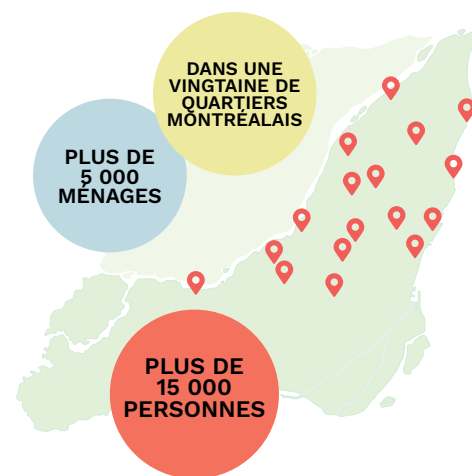 DANS UNE
VINGTAINE DE
QUARTIERS
MONTRÉALAIS
PLUS DE
5 000
MÉNAGES
PLUS DE
15 000
PERSONNES